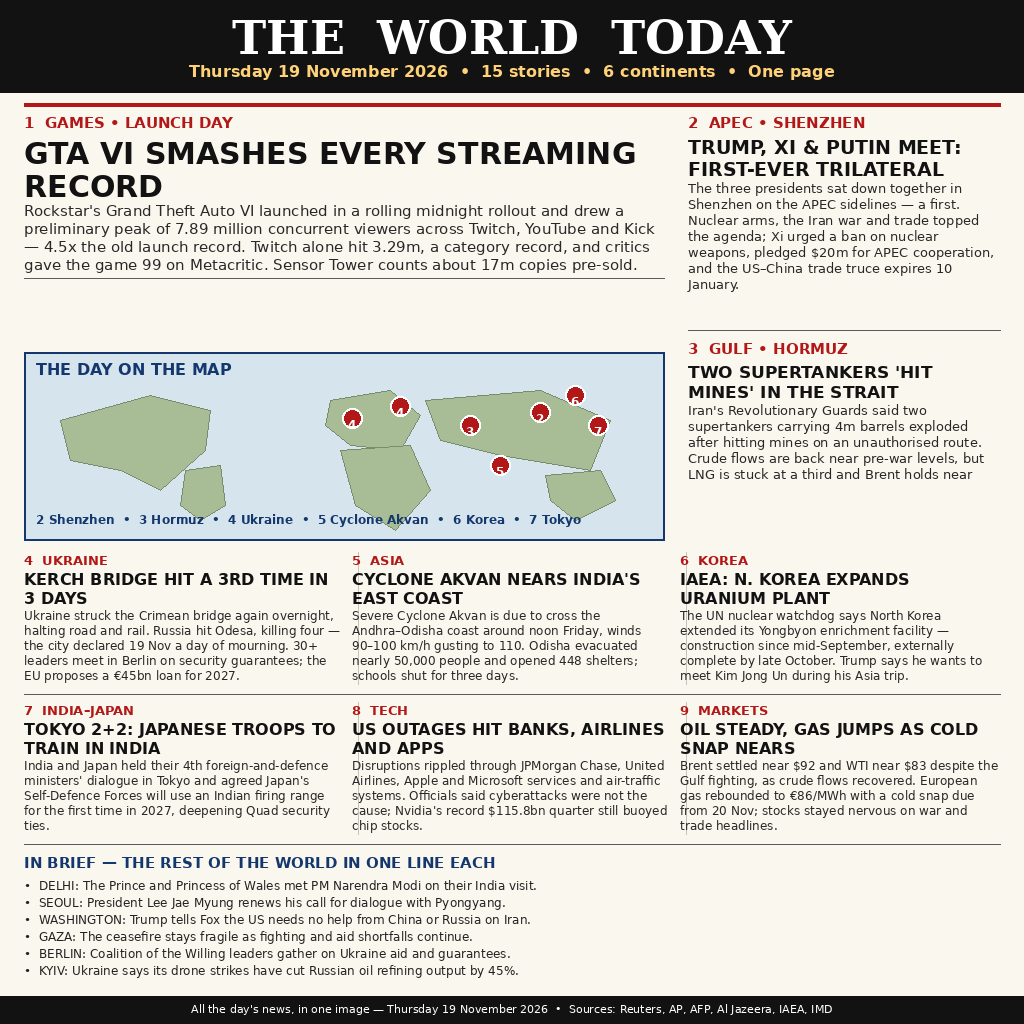 THE WORLD TODAY
Thursday 19 November 2026 • 15 stories • 6 continents • One page
1 GAMES • LAUNCH DAY
GTA VI SMASHES EVERY STREAMING
RECORD
Rockstar's Grand Theft Auto VI launched in a rolling midnight rollout and drew a
preliminary peak of 7.89 million concurrent viewers across Twitch, YouTube and Kick
— 4.5x the old launch record. Twitch alone hit 3.29m, a category record, and critics
gave the game 99 on Metacritic. Sensor Tower counts about 17m copies pre-sold.
2 APEC • SHENZHEN
TRUMP, XI & PUTIN MEET:
FIRST-EVER TRILATERAL
The three presidents sat down together in
Shenzhen on the APEC sidelines — a first.
Nuclear arms, the Iran war and trade topped
the agenda; Xi urged a ban on nuclear
weapons, pledged $20m for APEC cooperation,
and the US–China trade truce expires 10
January.
THE DAY ON THE MAP
4
4
3
2
6
7
5
2 Shenzhen • 3 Hormuz • 4 Ukraine • 5 Cyclone Akvan • 6 Korea • 7 Tokyo
3 GULF • HORMUZ
TWO SUPERTANKERS 'HIT
MINES' IN THE STRAIT
Iran's Revolutionary Guards said two
supertankers carrying 4m barrels exploded
after hitting mines on an unauthorised route.
Crude flows are back near pre-war levels, but
LNG is stuck at a third and Brent holds near
4 UKRAINE
KERCH BRIDGE HIT A 3RD TIME IN
3 DAYS
Ukraine struck the Crimean bridge again overnight,
halting road and rail. Russia hit Odesa, killing four —
the city declared 19 Nov a day of mourning. 30+
leaders meet in Berlin on security guarantees; the
EU proposes a €45bn loan for 2027.
5 ASIA
CYCLONE AKVAN NEARS INDIA'S
EAST COAST
Severe Cyclone Akvan is due to cross the
Andhra–Odisha coast around noon Friday, winds
90–100 km/h gusting to 110. Odisha evacuated
nearly 50,000 people and opened 448 shelters;
schools shut for three days.
6 KOREA
IAEA: N. KOREA EXPANDS
URANIUM PLANT
The UN nuclear watchdog says North Korea
extended its Yongbyon enrichment facility —
construction since mid-September, externally
complete by late October. Trump says he wants to
meet Kim Jong Un during his Asia trip.
7 INDIA–JAPAN
TOKYO 2+2: JAPANESE TROOPS TO
TRAIN IN INDIA
India and Japan held their 4th foreign-and-defence
ministers' dialogue in Tokyo and agreed Japan's
Self-Defence Forces will use an Indian firing range
for the first time in 2027, deepening Quad security
ties.
8 TECH
US OUTAGES HIT BANKS, AIRLINES
AND APPS
Disruptions rippled through JPMorgan Chase, United
Airlines, Apple and Microsoft services and air-traffic
systems. Officials said cyberattacks were not the
cause; Nvidia's record $115.8bn quarter still buoyed
chip stocks.
9 MARKETS
OIL STEADY, GAS JUMPS AS COLD
SNAP NEARS
Brent settled near $92 and WTI near $83 despite the
Gulf fighting, as crude flows recovered. European
gas rebounded to €86/MWh with a cold snap due
from 20 Nov; stocks stayed nervous on war and
trade headlines.
IN BRIEF — THE REST OF THE WORLD IN ONE LINE EACH
• DELHI: The Prince and Princess of Wales met PM Narendra Modi on their India visit.
• SEOUL: President Lee Jae Myung renews his call for dialogue with Pyongyang.
• WASHINGTON: Trump tells Fox the US needs no help from China or Russia on Iran.
• GAZA: The ceasefire stays fragile as fighting and aid shortfalls continue.
• BERLIN: Coalition of the Willing leaders gather on Ukraine aid and guarantees.
• KYIV: Ukraine says its drone strikes have cut Russian oil refining output by 45%.
All the day's news, in one image — Thursday 19 November 2026 • Sources: Reuters, AP, AFP, Al Jazeera, IAEA, IMD